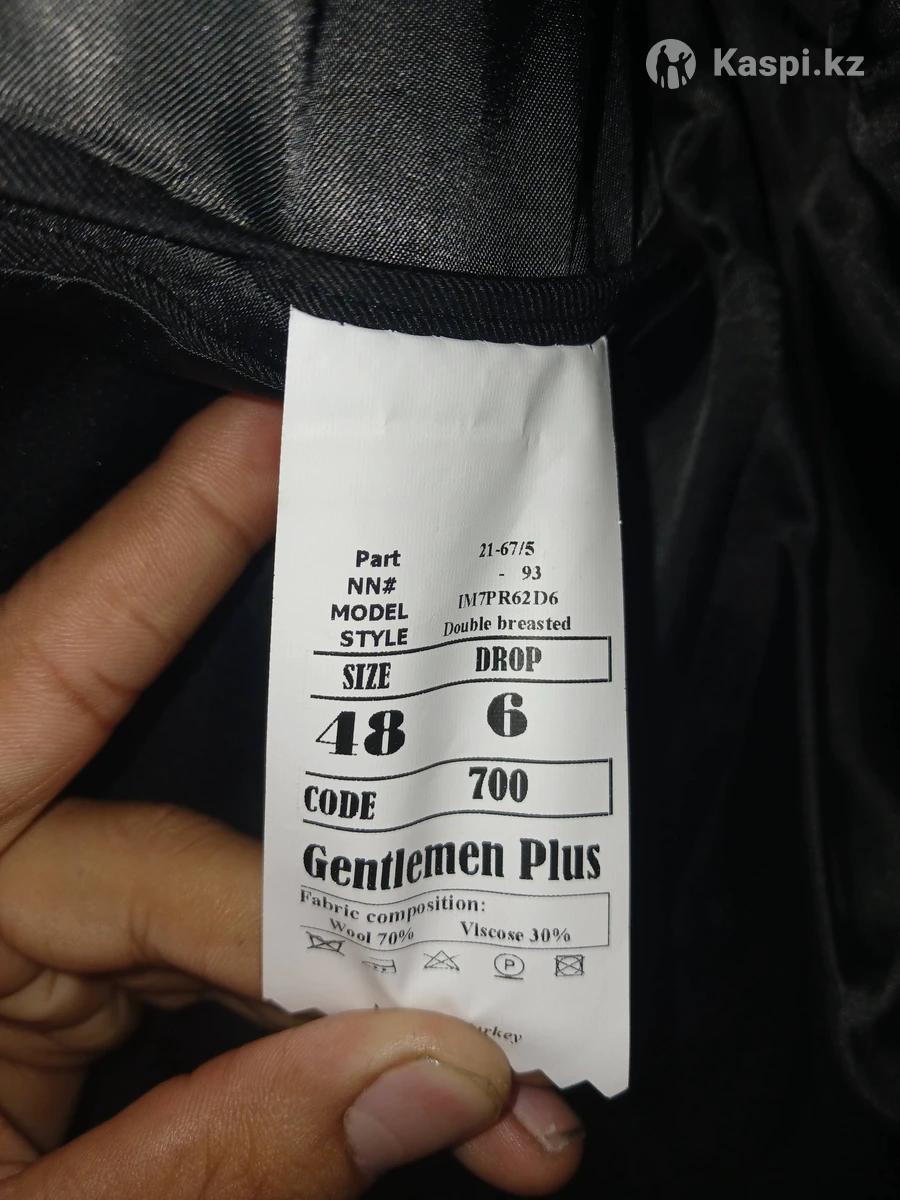 Kaspi.kz
Part 21-67/5
NN# - 93
MODEL IM7PR62D6
STYLE Double breasted
SIZE DROP
48 6
CODE 700
Gentlemen Plus
Fabric composition:
Wool 70% Viscose 30%
P